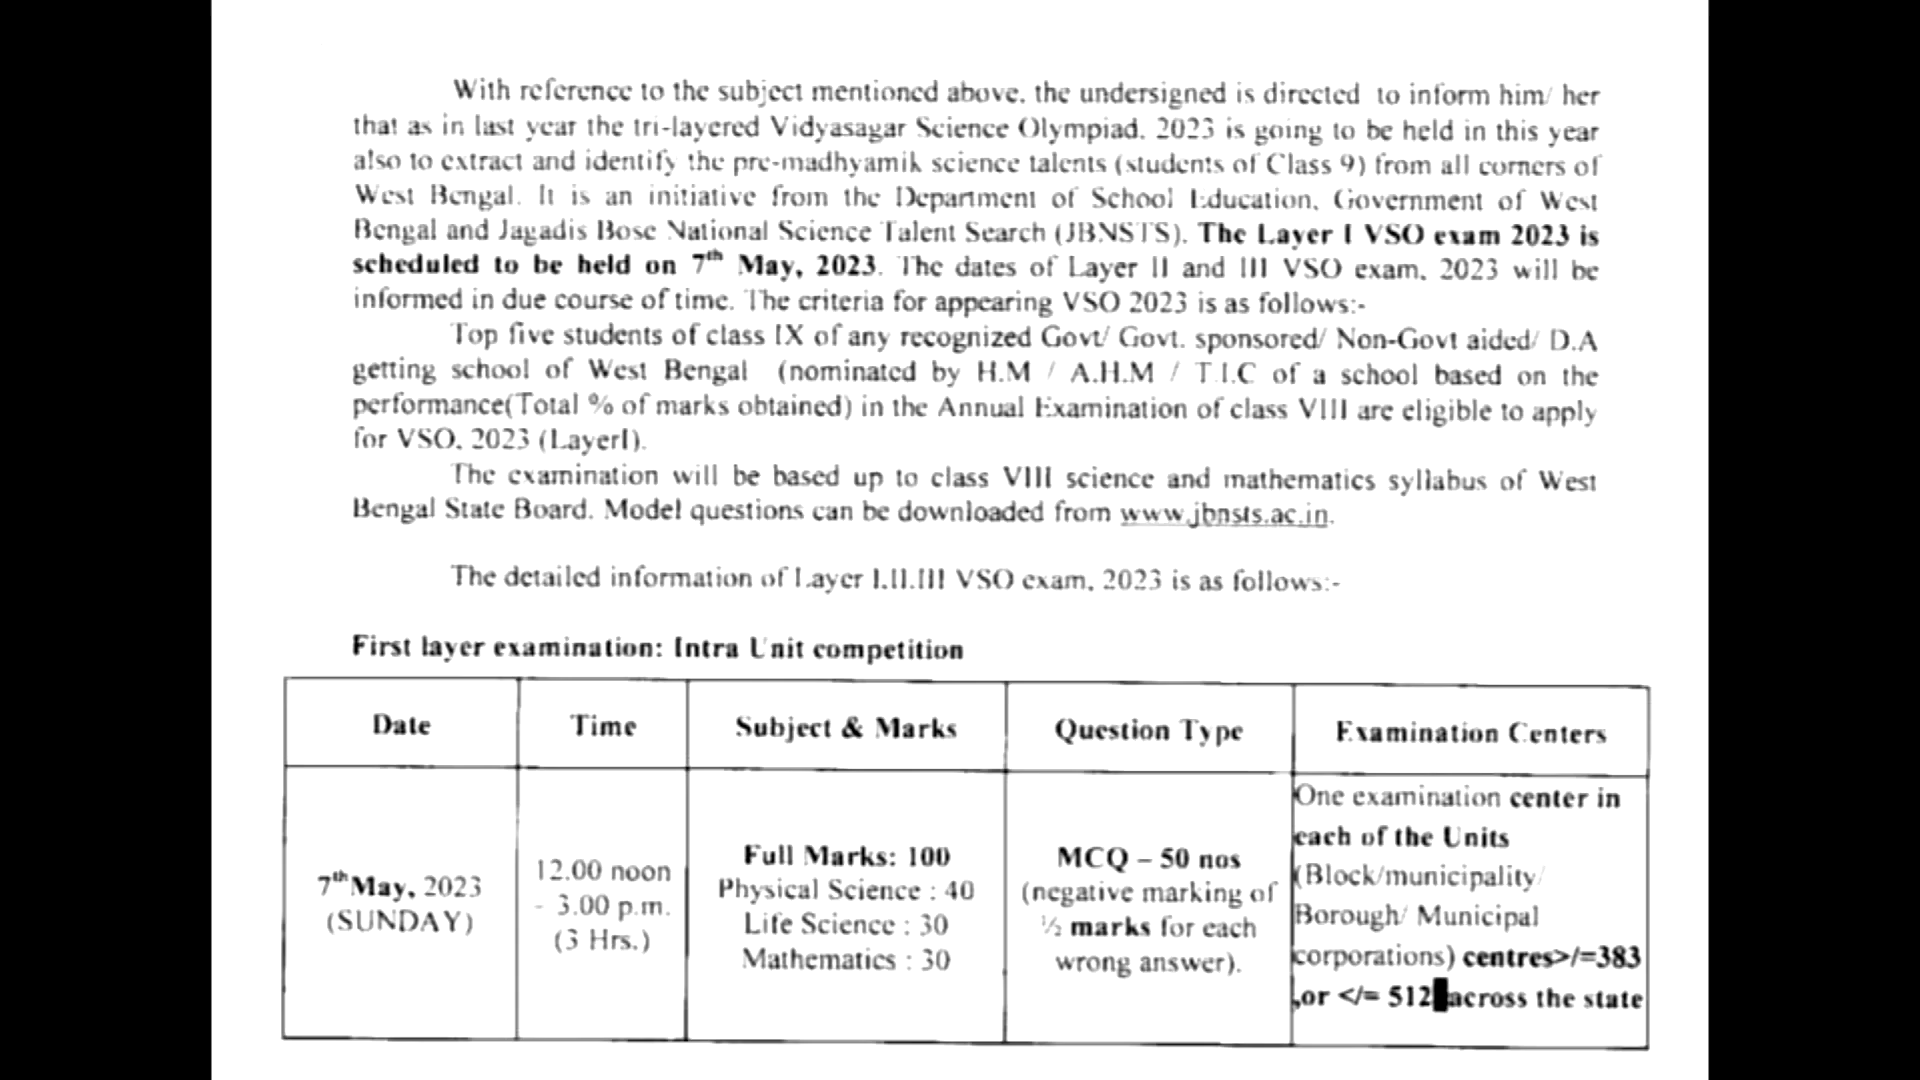 With reference to the subject mentioned above, the undersigned is directed to inform him/ her
that as in last year the tri-layered Vidyasagar Science Olympiad, 2023 is going to be held in this year
also to extract and identify the pre-madhyamik science talents (students of Class 9) from all corners of
West Bengal. It is an initiative from the Department of School Education, Government of West
Bengal and Jagadis Bose National Science Talent Search (JBNSTS). The Layer I VSO exam 2023 is
scheduled to be held on 7th May, 2023. The dates of Layer II and III VSO exam, 2023 will be
informed in due course of time. The criteria for appearing VSO 2023 is as follows:-
Top five students of class IX of any recognized Govt/ Govt. sponsored/ Non-Govt aided/ D.A
getting school of West Bengal (nominated by H.M / A.H.M / T.I.C of a school based on the
performance(Total % of marks obtained) in the Annual Examination of class VIII are eligible to apply
for VSO, 2023 (LayerI).
The examination will be based up to class VIII science and mathematics syllabus of West
Bengal State Board. Model questions can be downloaded from www.jbnsts.ac.in.
The detailed information of Layer I,II,III VSO exam, 2023 is as follows:-
First layer examination: Intra Unit competition
Date
Time
Subject & Marks
Question Type
Examination Centers
7th May, 2023
(SUNDAY)
12.00 noon
- 3.00 p.m.
(3 Hrs.)
Full Marks: 100
Physical Science : 40
Life Science : 30
Mathematics : 30
MCQ – 50 nos
(negative marking of
½ marks for each
wrong answer).
One examination center in
each of the Units
(Block/municipality/
Borough/ Municipal
corporations) centres>/=383
,or </= 512 across the state